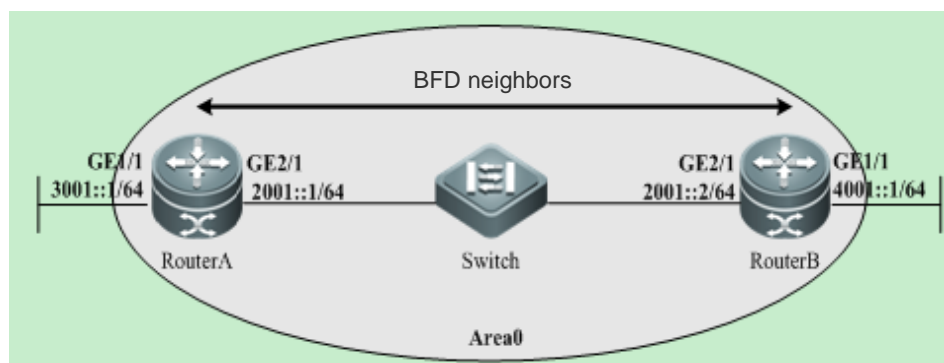 BFD neighbors
GE1/1
3001::1/64
GE2/1
2001::1/64
GE2/1
2001::2/64
GE1/1
4001::1/64
RouterA
Switch
RouterB
Area0